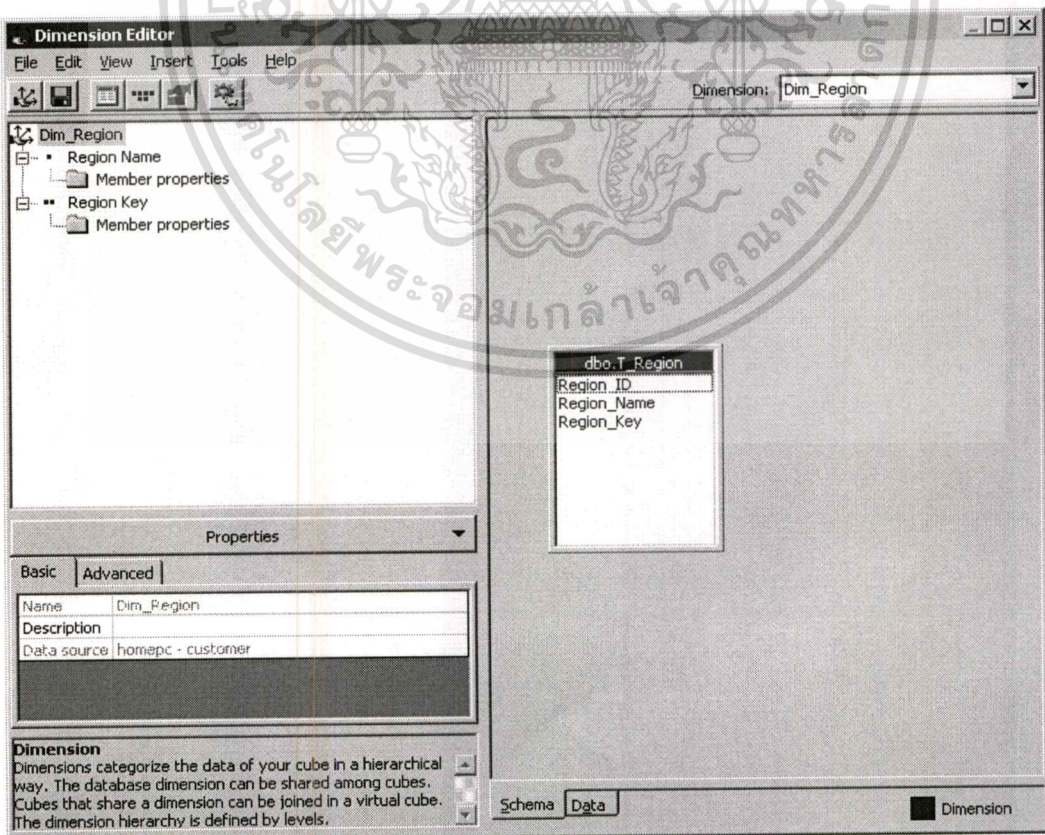 Dimension Editor
File Edit View Insert Tools Help
Dimension: Dim_Region
Dim_Region
Region Name
Member properties
Region Key
Member properties
dbo.T_Region
Region_ID
Region_Name
Region_Key
Properties
Basic Advanced
Name Dim_Region
Description
Data source homepc - customer
Dimension
Dimensions categorize the data of your cube in a hierarchical
way. The database dimension can be shared among cubes.
Cubes that share a dimension can be joined in a virtual cube.
The dimension hierarchy is defined by levels.
Schema Data
Dimension